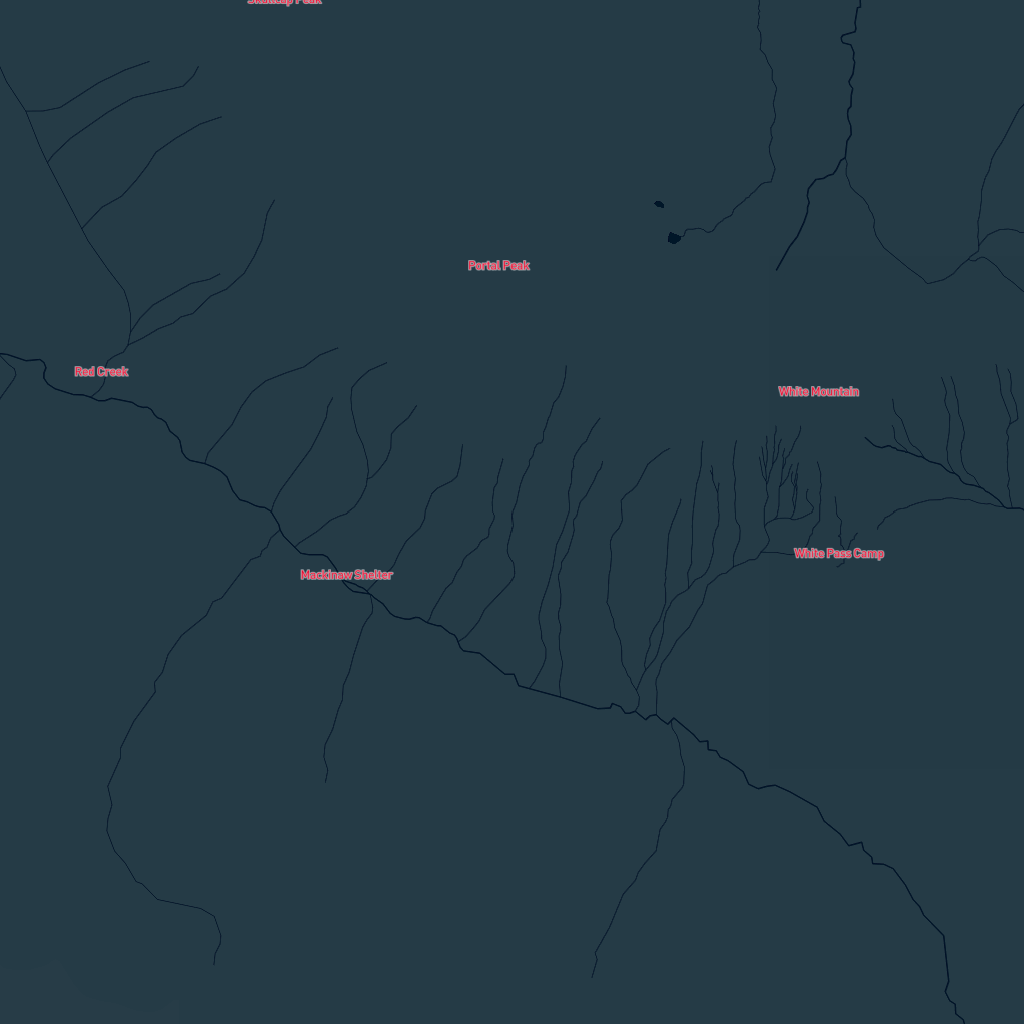 Portal Peak
Red Creek
White Mountain
White Pass Camp
Mackinaw Shelter